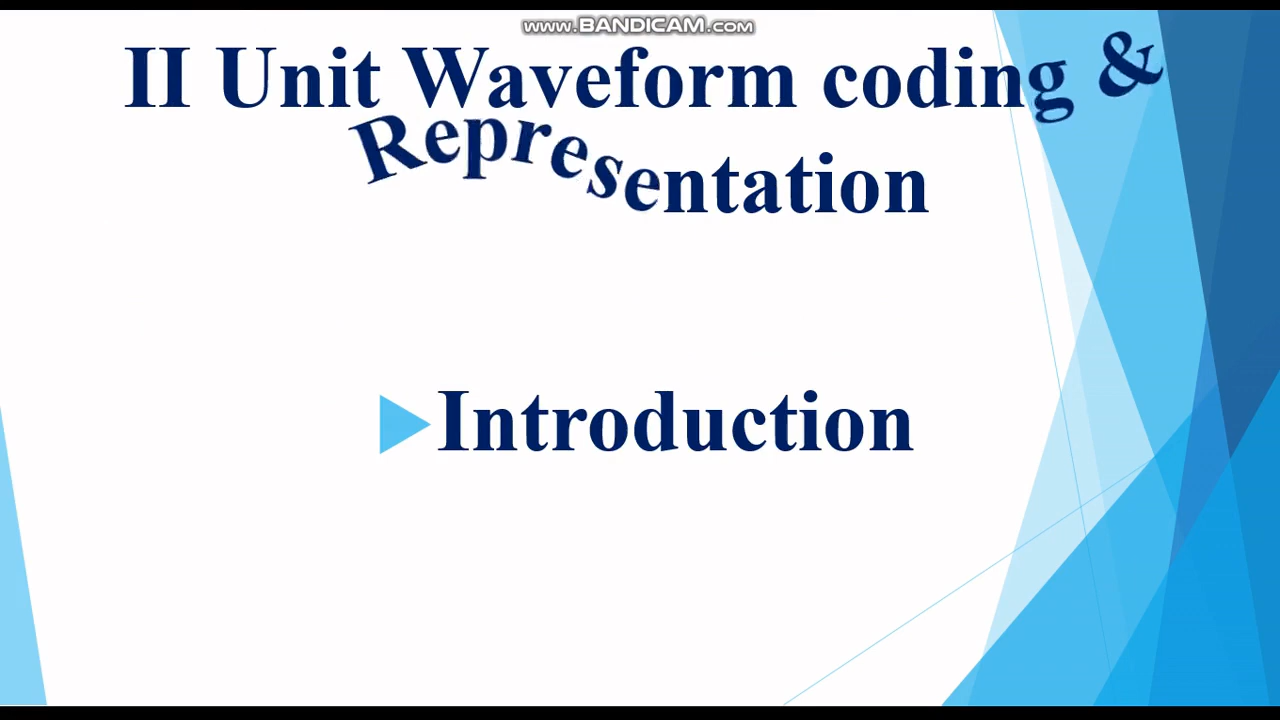 www.BANDICAM.com
II Unit Waveform coding &
Representation
Introduction